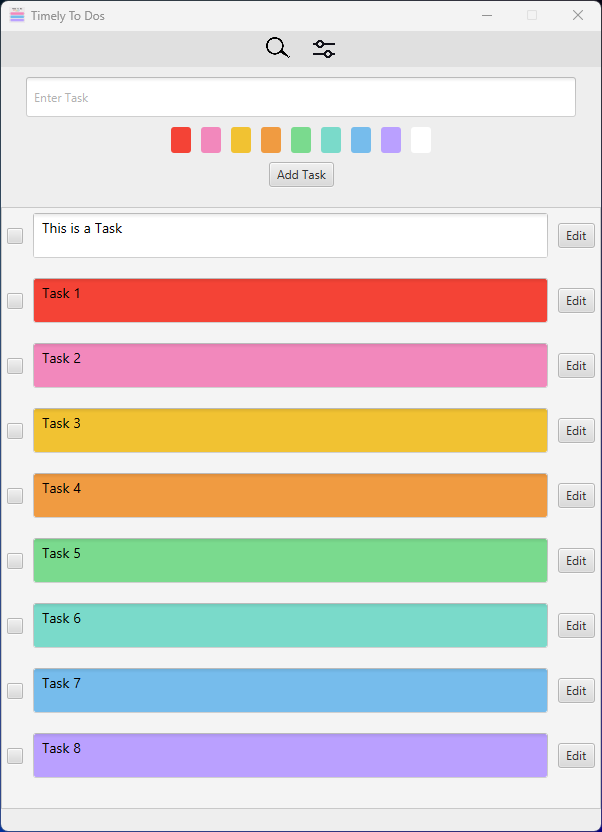 Timely To Dos
Enter Task
Add Task
This is a Task
Edit
Task 1
Edit
Task 2
Edit
Task 3
Edit
Task 4
Edit
Task 5
Edit
Task 6
Edit
Task 7
Edit
Task 8
Edit